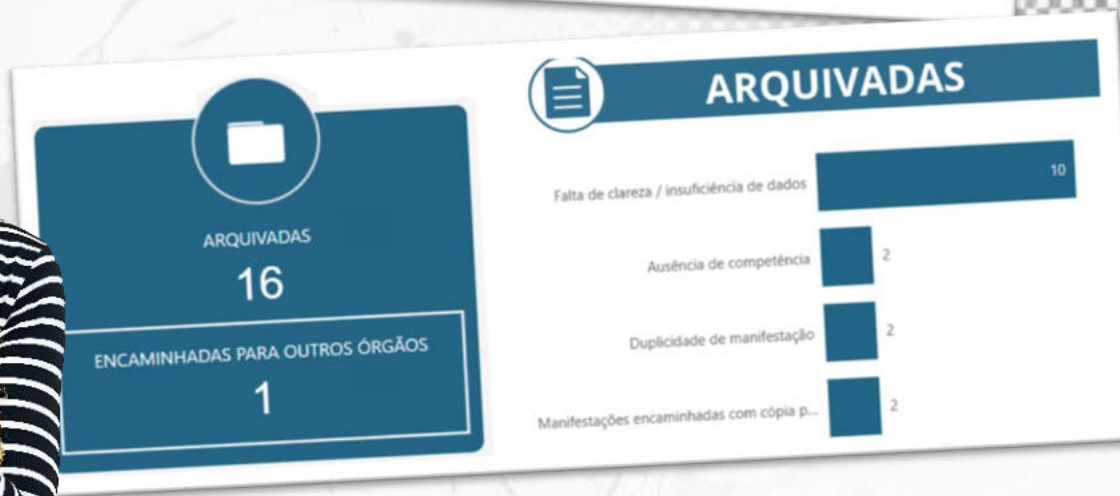 ARQUIVADAS
16
ENCAMINHADAS PARA OUTROS ÓRGÃOS
1
ARQUIVADAS
Falta de clareza / insuficiência de dados
10
Ausência de competência
2
Duplicidade de manifestação
2
Manifestações encaminhadas com cópia p...
2